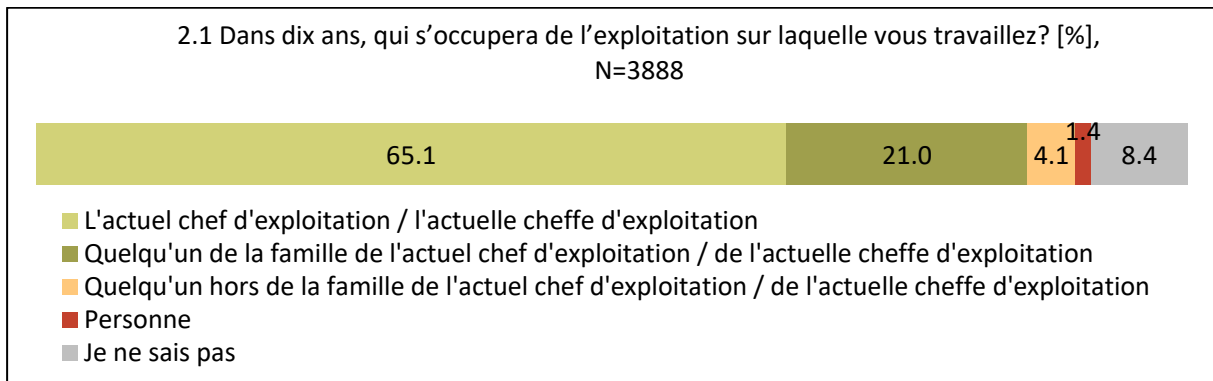 2.1 Dans dix ans, qui s’occupera de l’exploitation sur laquelle vous travaillez? [%],
N=3888
65.1 21.0 4.1 1.4 8.4
L'actuel chef d'exploitation / l'actuelle cheffe d'exploitation
Quelqu'un de la famille de l'actuel chef d'exploitation / de l'actuelle cheffe d'exploitation
Quelqu'un hors de la famille de l'actuel chef d'exploitation / de l'actuelle cheffe d'exploitation
Personne
Je ne sais pas